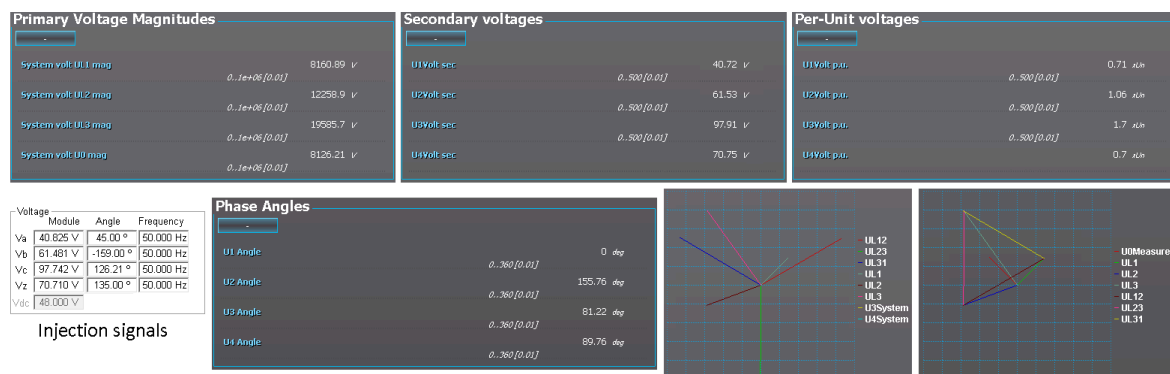 Primary Voltage Magnitudes
-
System volt UL1 mag 8160.89 V
0..1e+06 [0.01]
System volt UL2 mag 12258.9 V
0..1e+06 [0.01]
System volt UL3 mag 19585.7 V
0..1e+06 [0.01]
System volt U0 mag 8126.21 V
0..1e+06 [0.01]
Secondary voltages
-
U1Volt sec 40.72 V
0..500 [0.01]
U2Volt sec 61.53 V
0..500 [0.01]
U3Volt sec 97.91 V
0..500 [0.01]
U4Volt sec 70.75 V
Per-Unit voltages
-
U1Volt p.u. 0.71 xUn
0..500 [0.01]
U2Volt p.u. 1.06 xUn
0..500 [0.01]
U3Volt p.u. 1.7 xUn
0..500 [0.01]
U4Volt p.u. 0.7 xUn
Voltage
Module Angle Frequency
Va 40.825 V 45.00 º 50.000 Hz
Vb 61.481 V -159.00 º 50.000 Hz
Vc 97.742 V 126.21 º 50.000 Hz
Vz 70.710 V 135.00 º 50.000 Hz
Vdc 48.000 V
Injection signals
Phase Angles
-
U1 Angle 0 deg
0..360 [0.01]
U2 Angle 155.76 deg
0..360 [0.01]
U3 Angle 81.22 deg
0..360 [0.01]
U4 Angle 89.76 deg
0..360 [0.01]
UL12
UL23
UL31
UL1
UL2
UL3
U3System
U4System
U0Measure
UL1
UL2
UL3
UL12
UL23
UL31